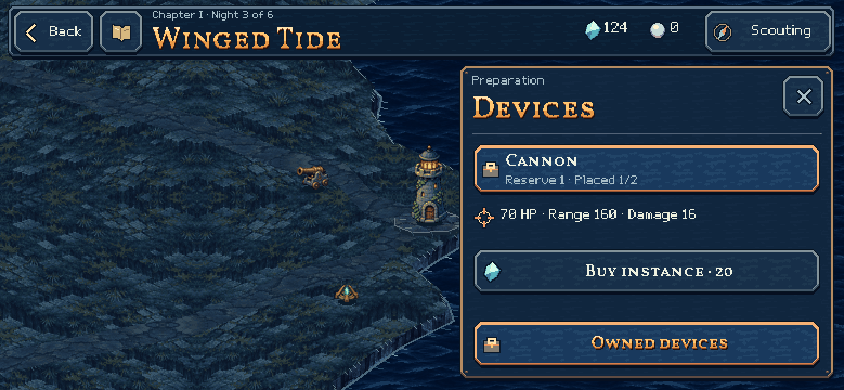 Back
Chapter I · Night 3 of 6
Winged Tide
124
0
Scouting
Preparation
Devices
Cannon
Reserve 1 · Placed 1/2
70 HP · Range 160 · Damage 16
Buy instance · 20
Owned devices